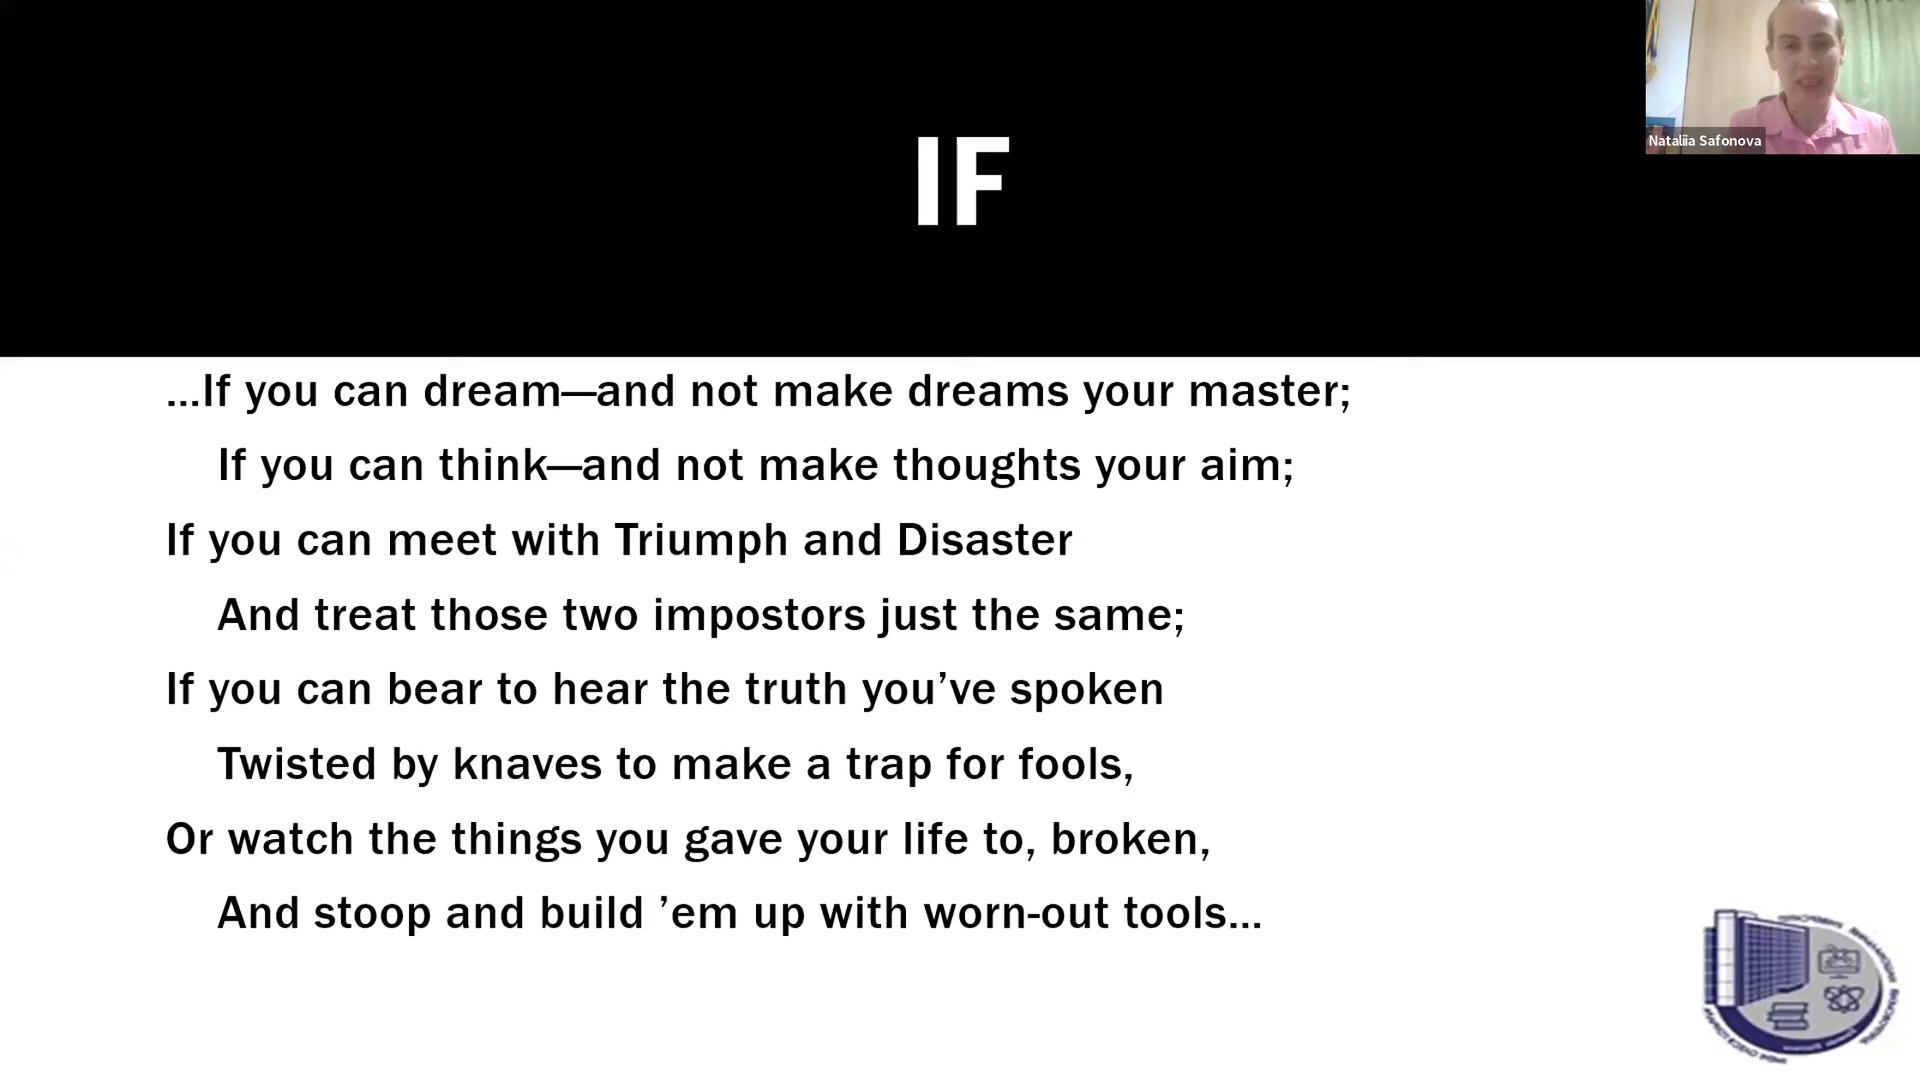 IF
Nataliia Safonova
...If you can dream—and not make dreams your master;
If you can think—and not make thoughts your aim;
If you can meet with Triumph and Disaster
And treat those two impostors just the same;
If you can bear to hear the truth you’ve spoken
Twisted by knaves to make a trap for fools,
Or watch the things you gave your life to, broken,
And stoop and build ’em up with worn-out tools...